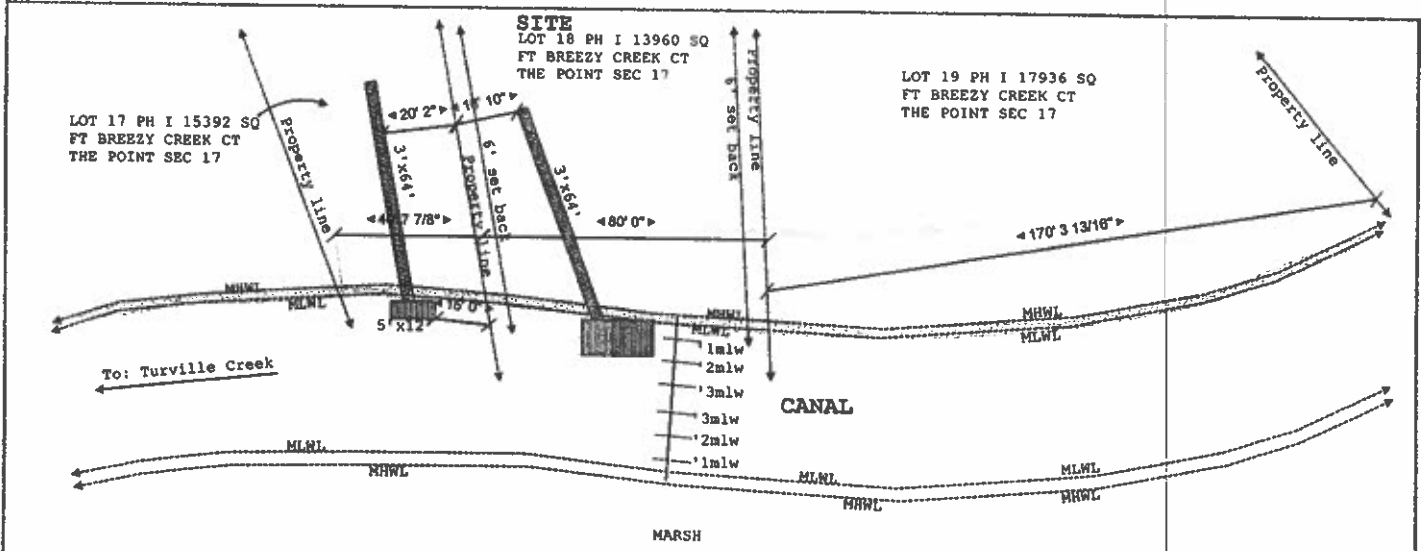 SITE
LOT 18 PH I 13960 SQ
FT BREEZY CREEK CT
THE POINT SEC 17
LOT 17 PH I 15392 SQ
FT BREEZY CREEK CT
THE POINT SEC 17
LOT 19 PH I 17936 SQ
FT BREEZY CREEK CT
THE POINT SEC 17
Property line
20' 2"
10"
3'x64'
Property line
6' set back
3'x64'
6' set back
Property line
Property line
7 7/8"
80' 0"
170' 3 13/16"
MHWL
MLWL
16' 0"
5'x12'
MHWL
MLWL
MHWL
MLWL
'1mlw
'2mlw
'3mlw
3mlw
'2mlw
'1mlw
To: Turville Creek
CANAL
MLWL
MHWL
MLWL
MHWL
MLWL
MHWL
MARSH